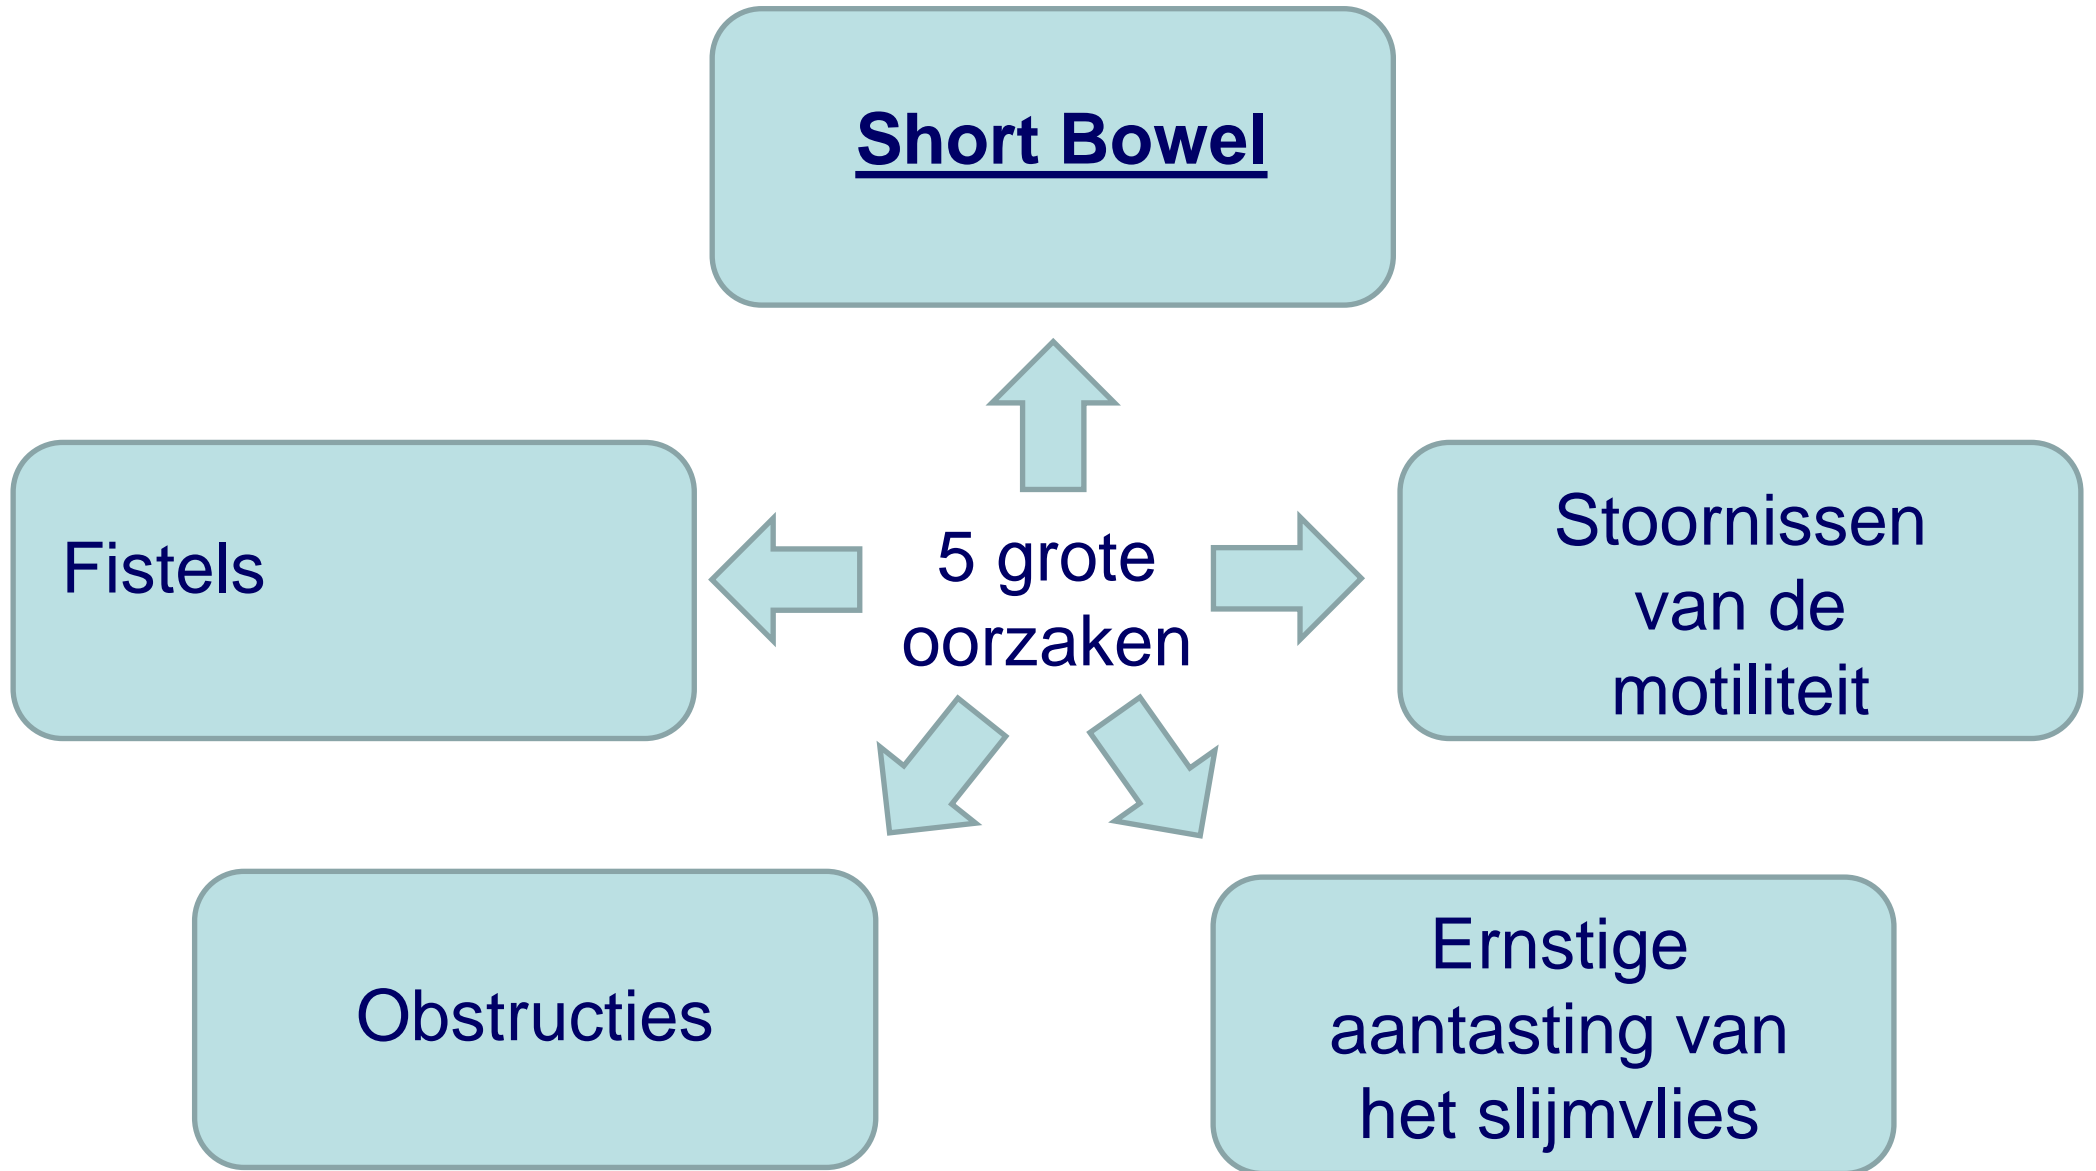 Short Bowel
Fistels
5 grote
oorzaken
Stoornissen
van de
motiliteit
Obstructies
Ernstige
aantasting van
het slijmvlies